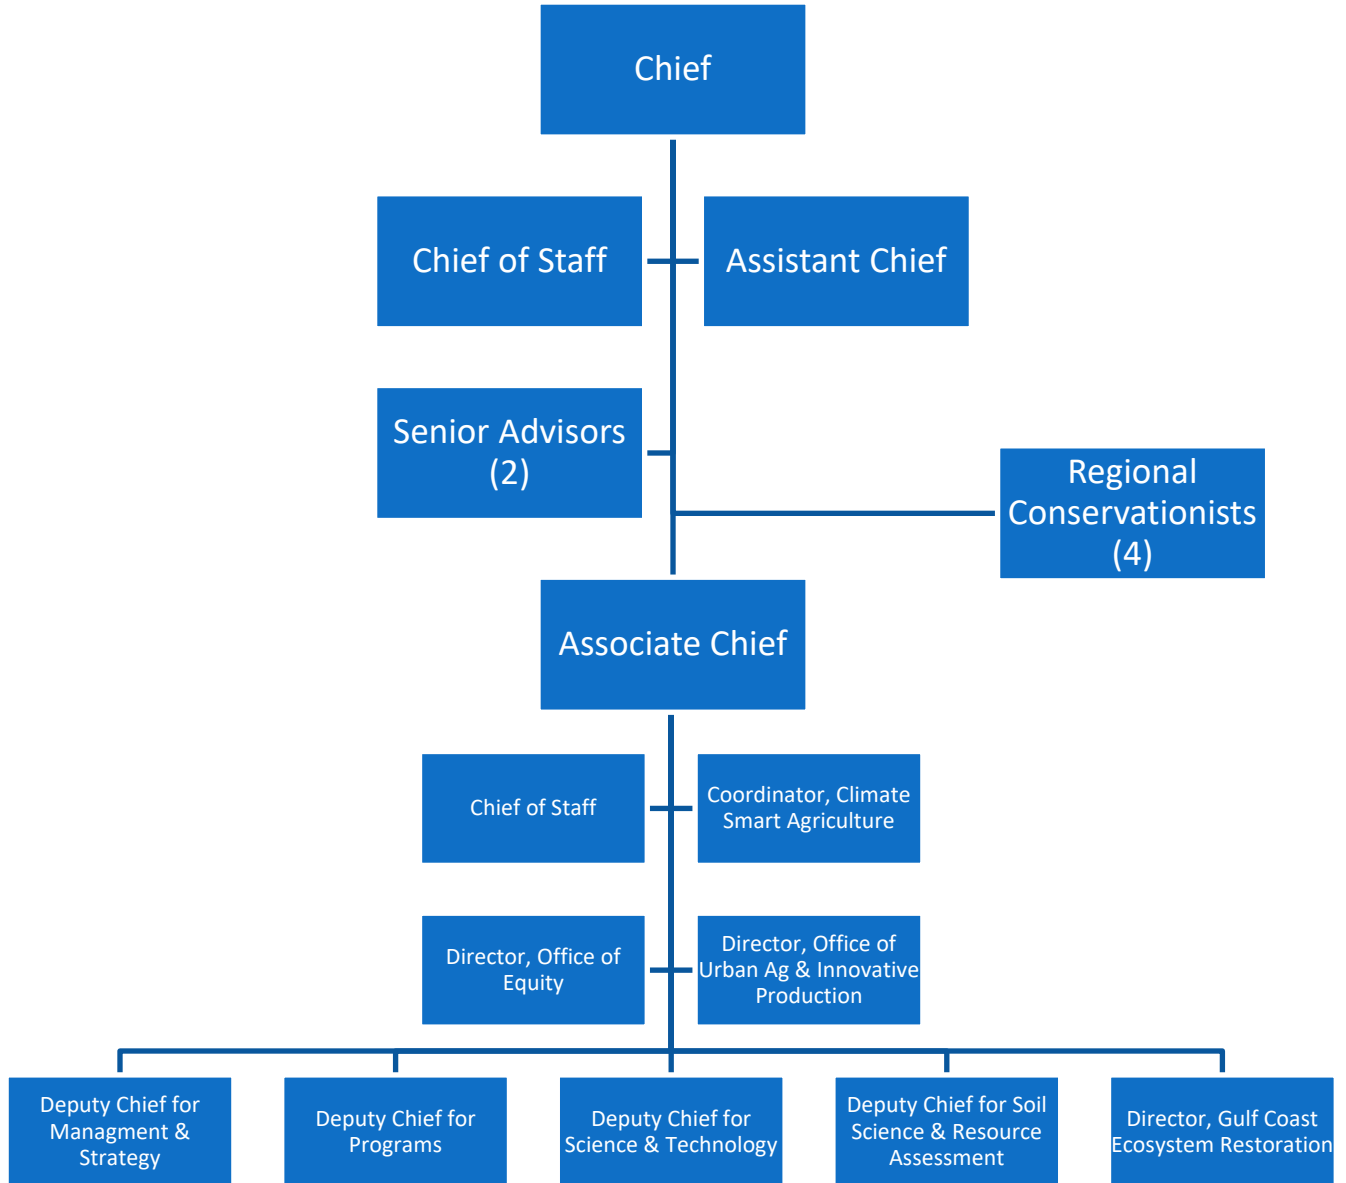 Chief
Chief of Staff
Assistant Chief
Senior Advisors
(2)
Regional
Conservationists
(4)
Associate Chief
Chief of Staff
Coordinator, Climate
Smart Agriculture
Director, Office of
Equity
Director, Office of
Urban Ag & Innovative
Production
Deputy Chief for
Managment &
Strategy
Deputy Chief for
Programs
Deputy Chief for
Science & Technology
Deputy Chief for Soil
Science & Resource
Assessment
Director, Gulf Coast
Ecosystem Restoration